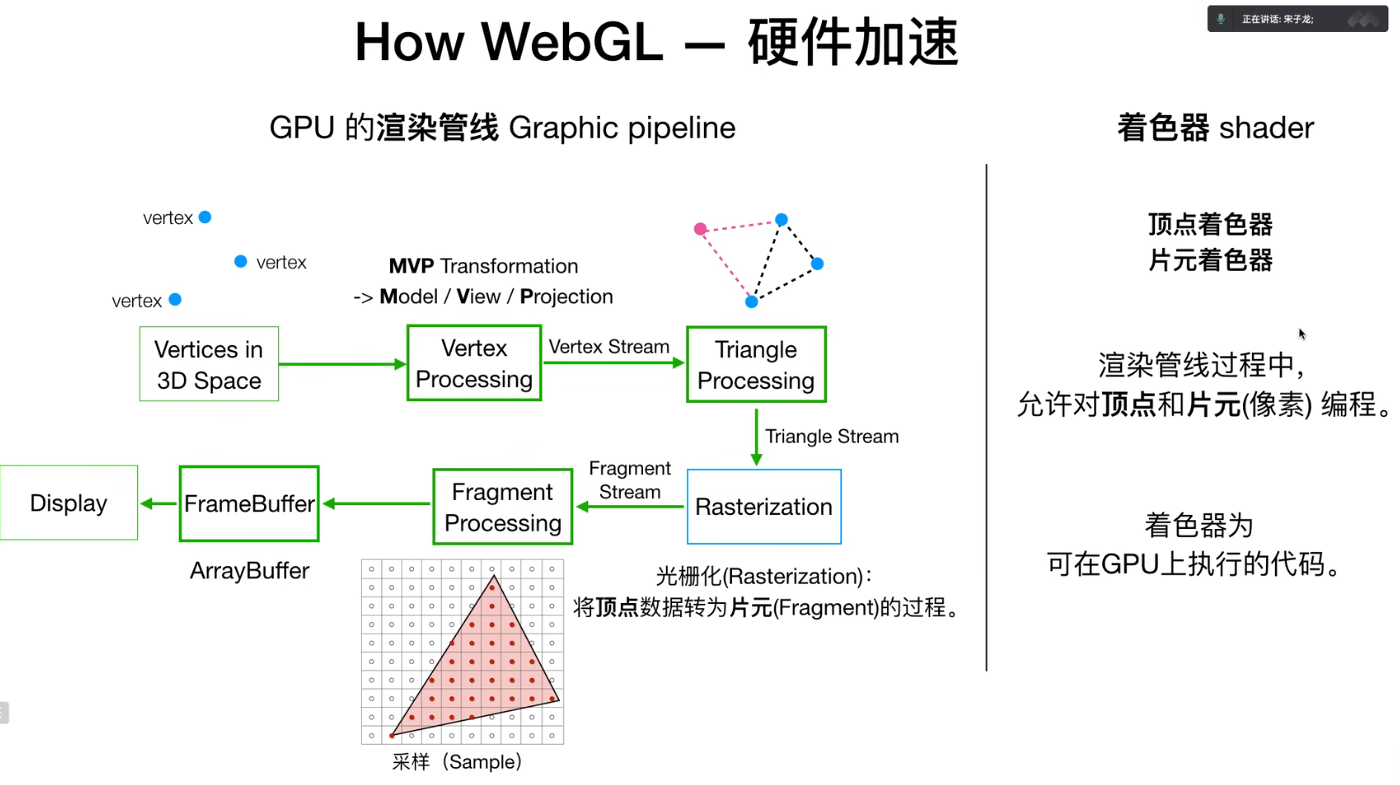 正在讲话: 宋子龙;
How WebGL — 硬件加速
GPU 的渲染管线 Graphic pipeline
vertex
vertex
vertex
MVP Transformation
-> Model / View / Projection
Vertices in
3D Space
Vertex
Processing
Vertex Stream
Triangle
Processing
Triangle Stream
Display
FrameBuffer
ArrayBuffer
Fragment
Processing
Fragment
Stream
Rasterization
光栅化(Rasterization)：
将顶点数据转为片元(Fragment)的过程。
采样（Sample）
着色器 shader
顶点着色器
片元着色器
渲染管线过程中，
允许对顶点和片元(像素) 编程。
着色器为
可在GPU上执行的代码。